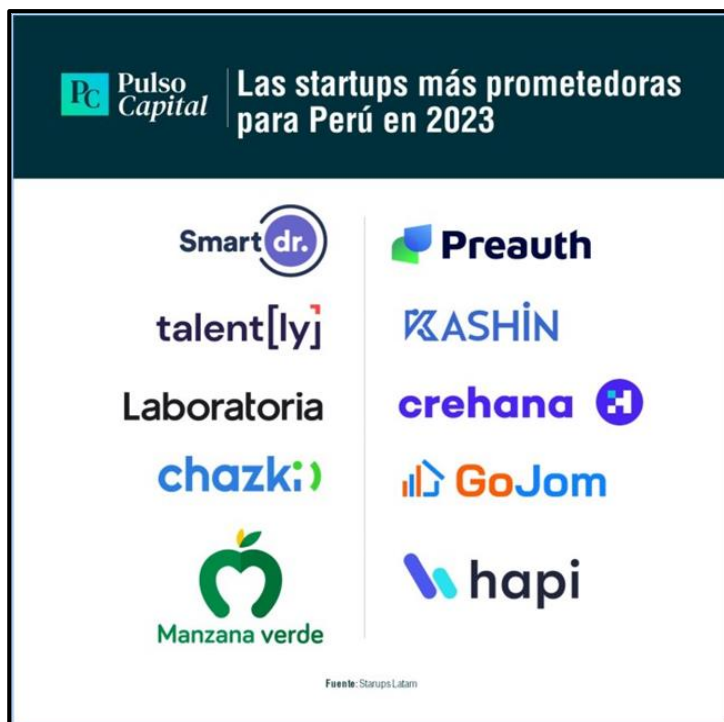 PC Pulso Capital
Las startups más prometedoras
para Perú en 2023
Smart dr.
talent[ly]
Laboratoria
chazki
Manzana verde
Preauth
KASHIN
crehana
GoJom
hapi
Fuente: Starups Latam